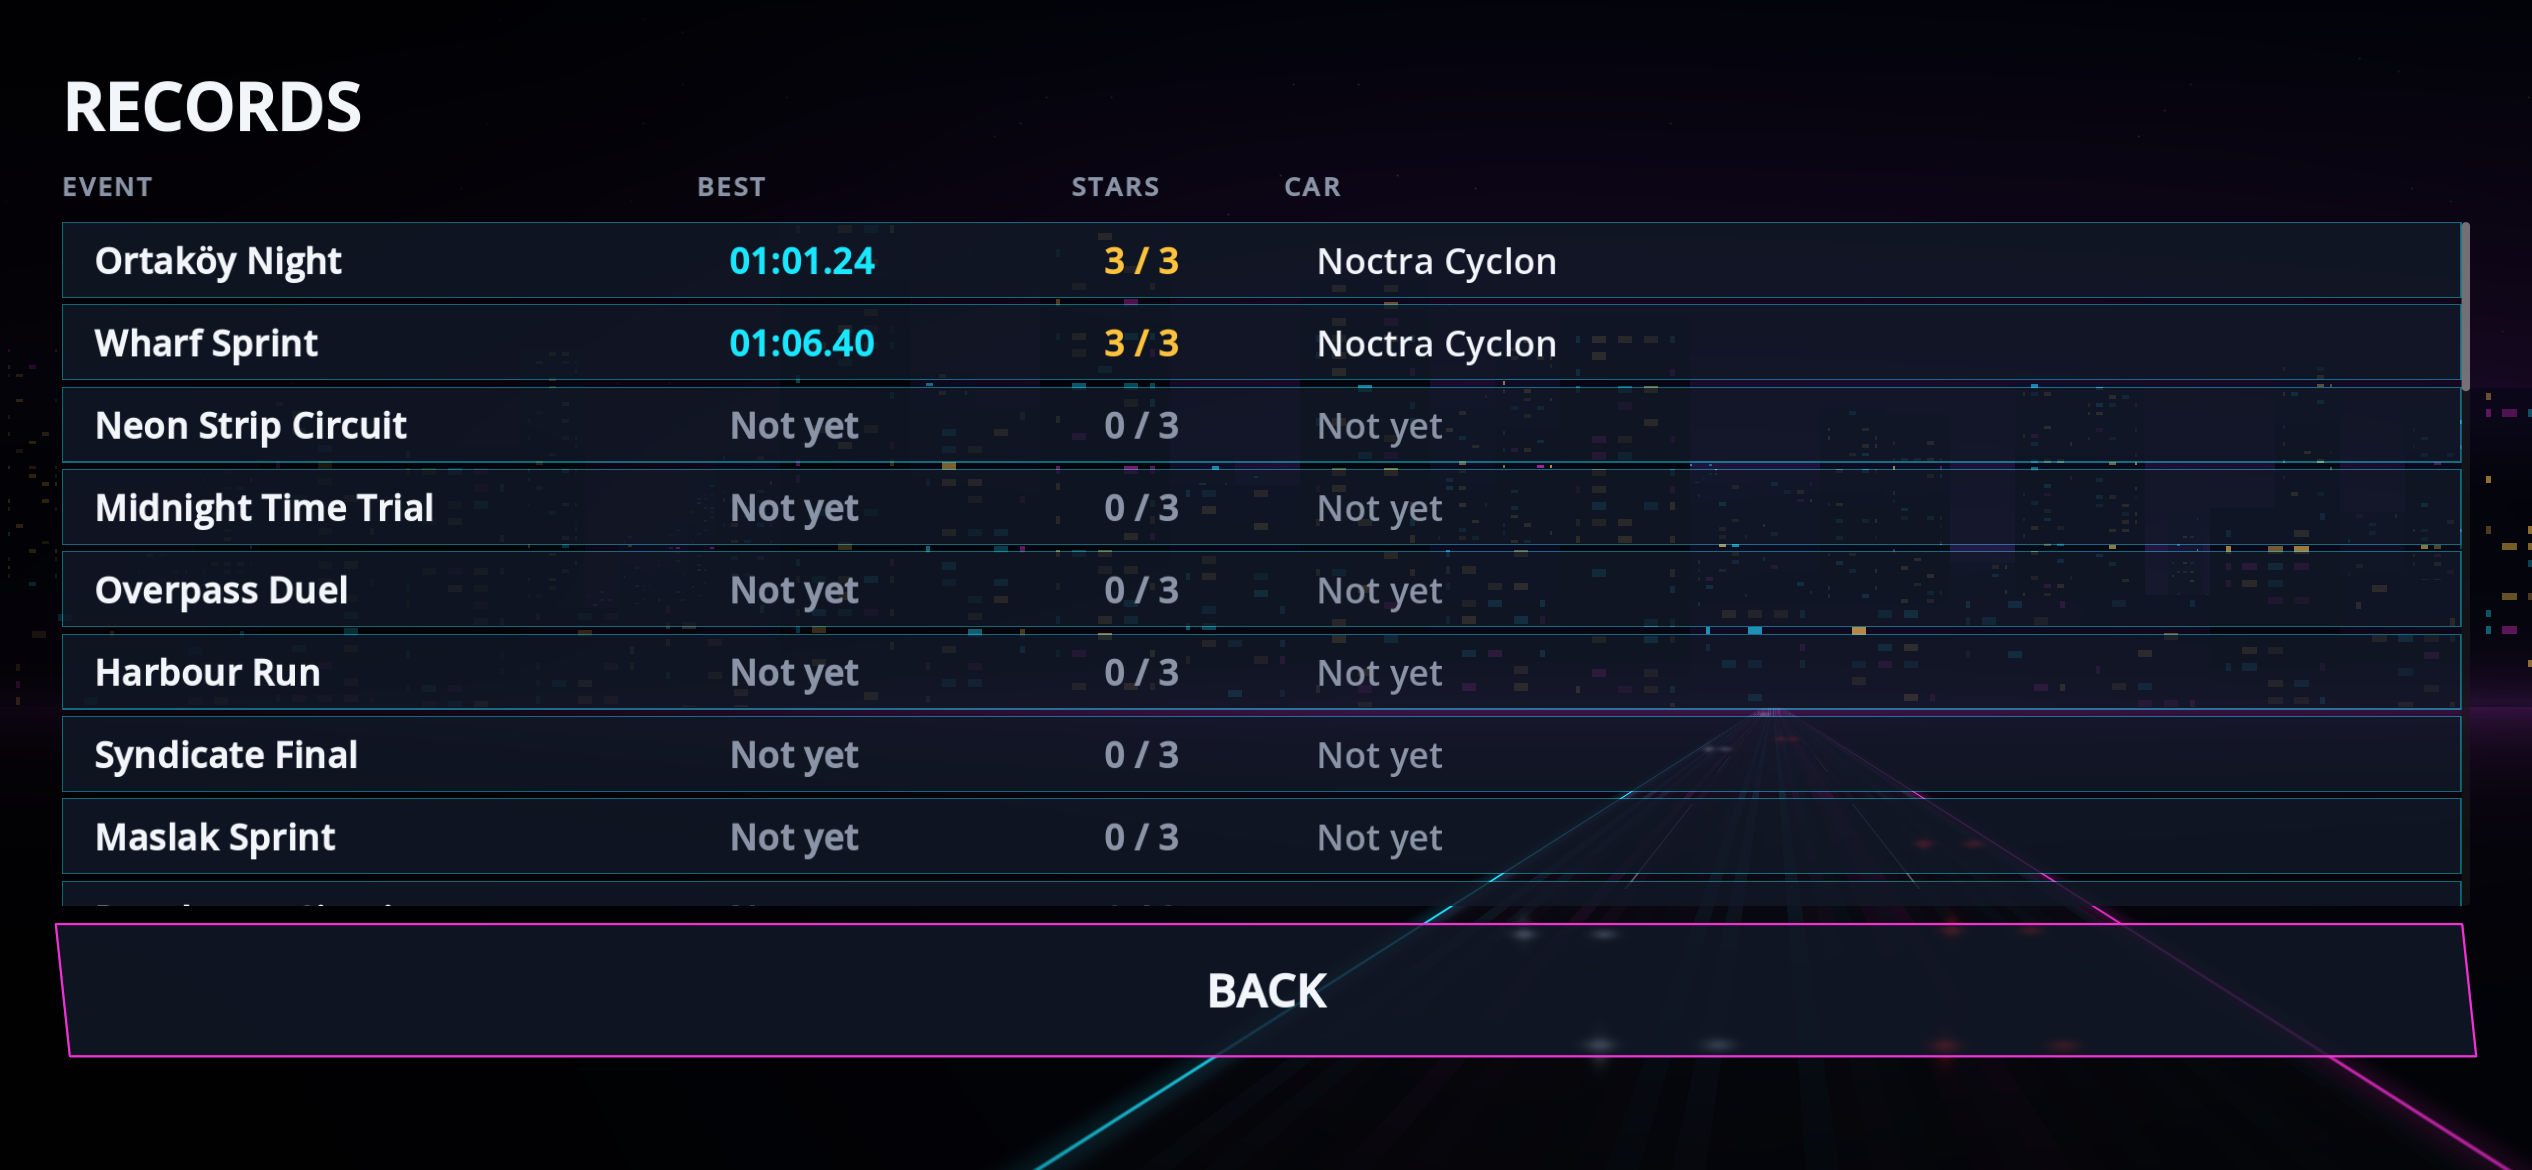 RECORDS
EVENT BEST STARS CAR
Ortaköy Night 01:01.24 3 / 3 Noctra Cyclon
Wharf Sprint 01:06.40 3 / 3 Noctra Cyclon
Neon Strip Circuit Not yet 0 / 3 Not yet
Midnight Time Trial Not yet 0 / 3 Not yet
Overpass Duel Not yet 0 / 3 Not yet
Harbour Run Not yet 0 / 3 Not yet
Syndicate Final Not yet 0 / 3 Not yet
Maslak Sprint Not yet 0 / 3 Not yet
BACK